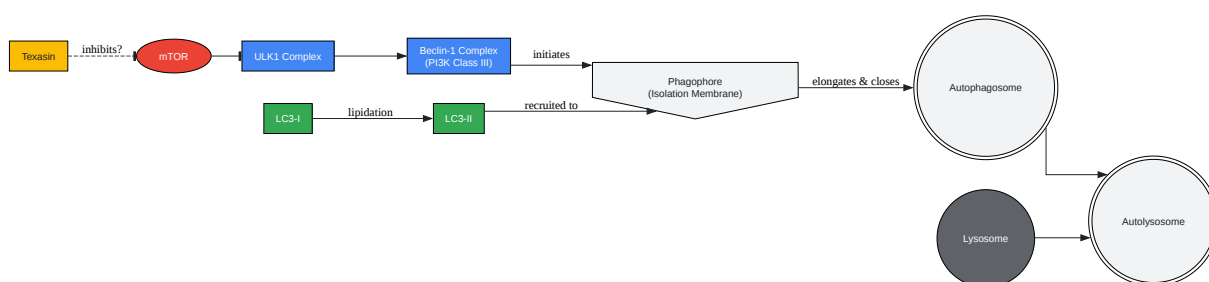 Texasin
inhibits?
mTOR
ULK1 Complex
Beclin-1 Complex
(PI3K Class III)
initiates
Phagophore
(Isolation Membrane)
elongates & closes
Autophagosome
LC3-I
lipidation
LC3-II
recruited to
Lysosome
Autolysosome